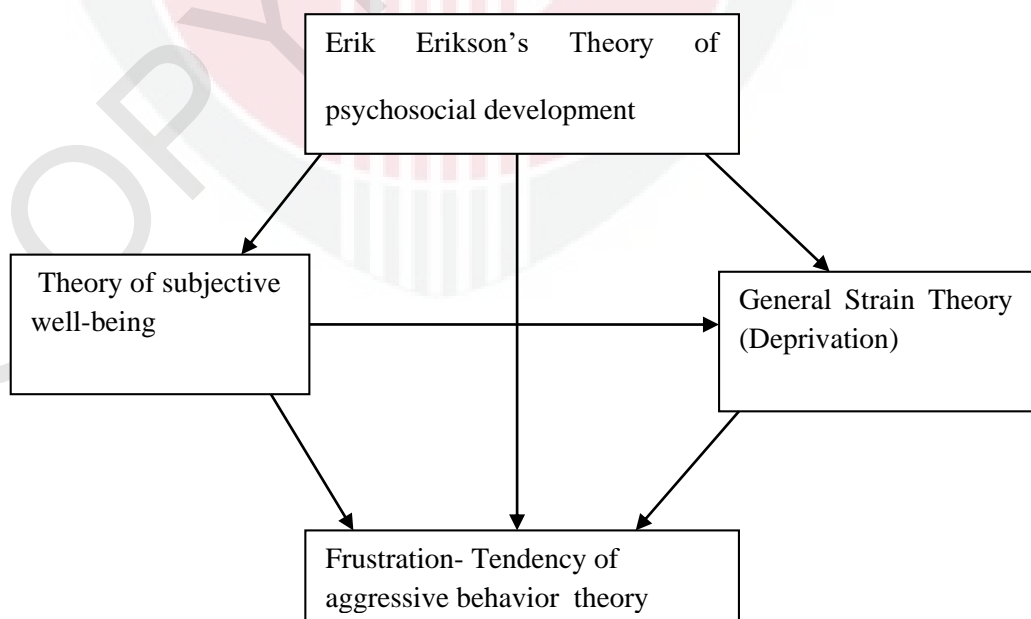 Erik Erikson's Theory of
psychosocial development
Theory of subjective
well-being
General Strain Theory
(Deprivation)
Frustration- Tendency of
aggressive behavior theory